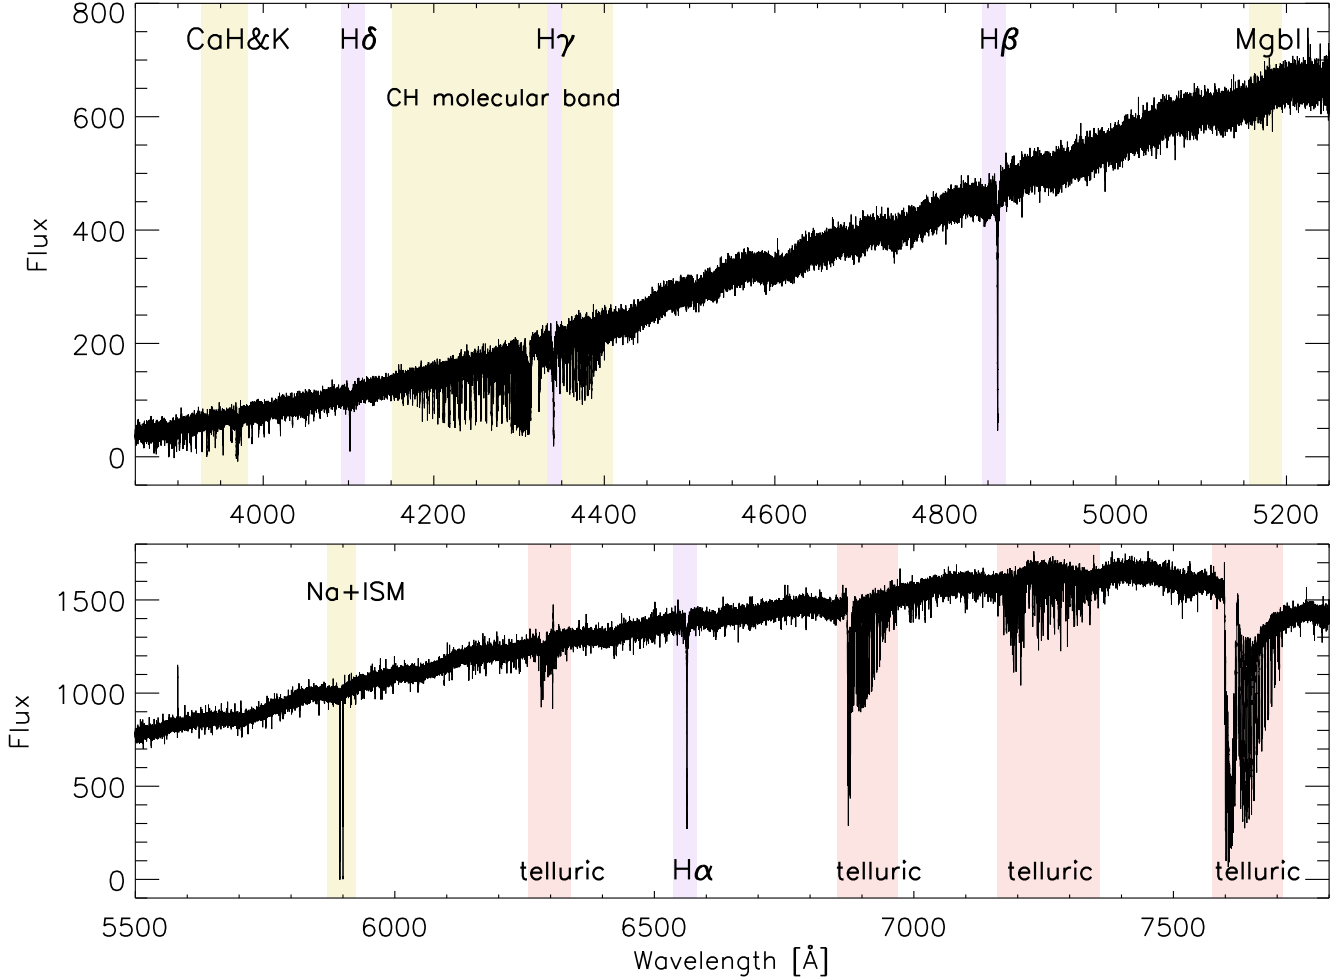 800
CaH&K Hδ Hγ Hβ MgbII
CH molecular band
600
400
Flux
200
0
4000 4200 4400 4600 4800 5000 5200
Na+ISM
1500
1000
Flux
500
telluric Hα telluric telluric telluric
0
5500 6000 6500 7000 7500
Wavelength [Å]